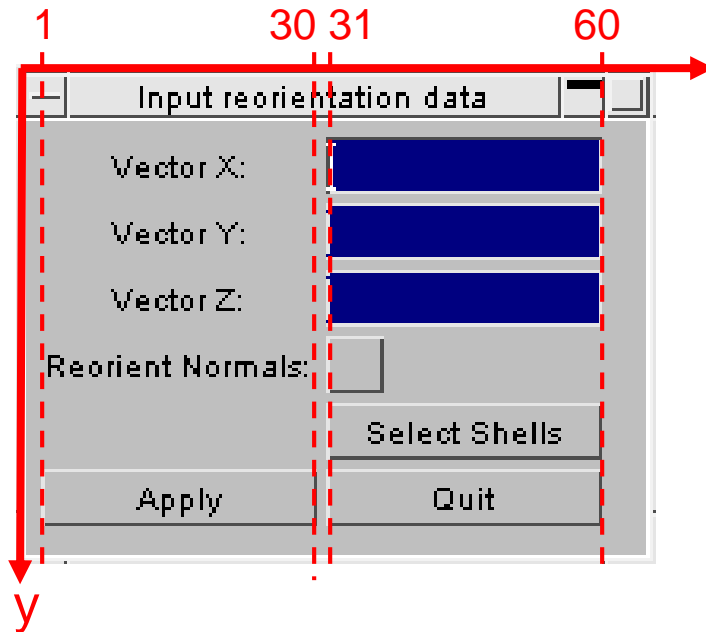 1 30 31 60
Input reorientation data
Vector X:
Vector Y:
Vector Z:
Reorient Normals:
Select Shells
Apply Quit
y